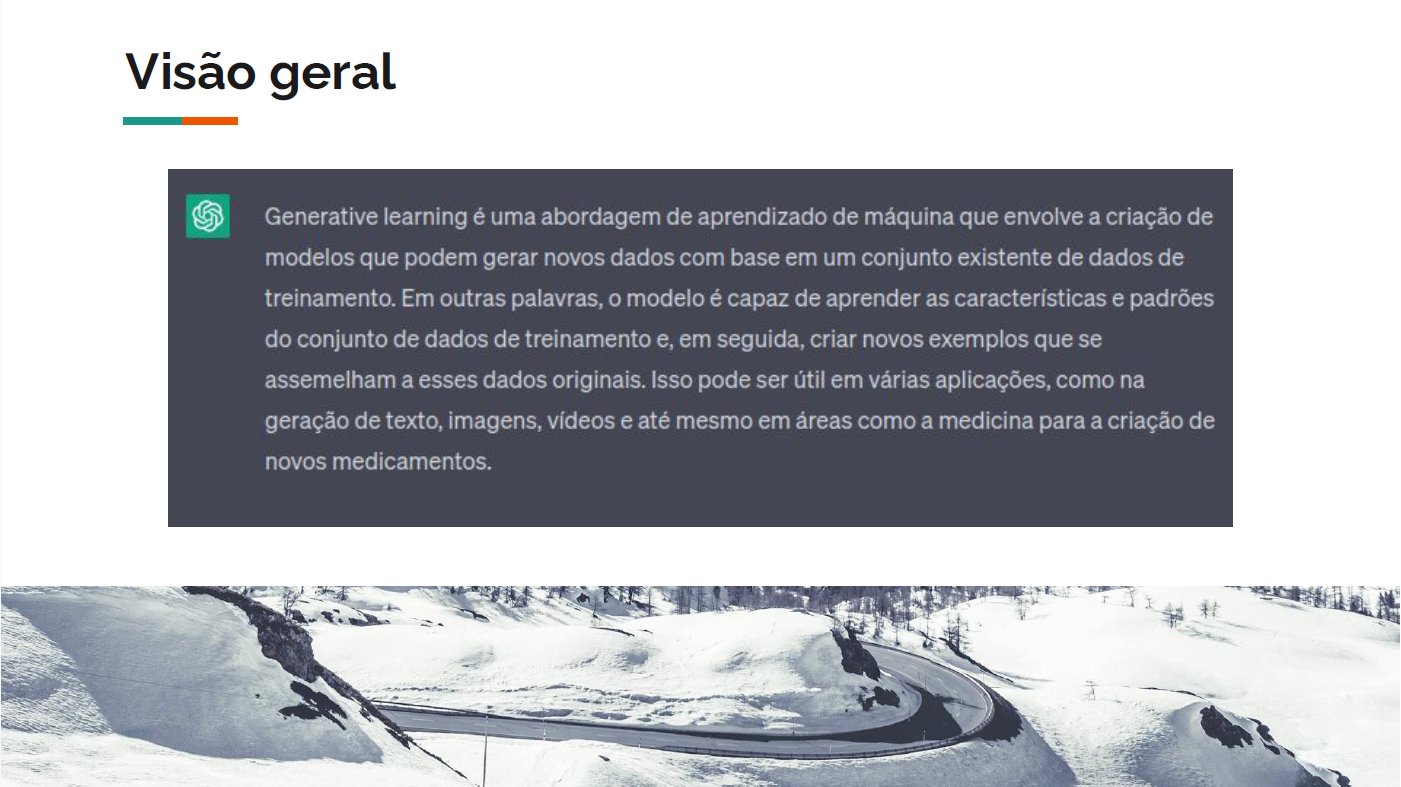 Visão geral
Generative learning é uma abordagem de aprendizado de máquina que envolve a criação de
modelos que podem gerar novos dados com base em um conjunto existente de dados de
treinamento. Em outras palavras, o modelo é capaz de aprender as características e padrões
do conjunto de dados de treinamento e, em seguida, criar novos exemplos que se
assemelham a esses dados originais. Isso pode ser útil em várias aplicações, como na
geração de texto, imagens, vídeos e até mesmo em áreas como a medicina para a criação de
novos medicamentos.